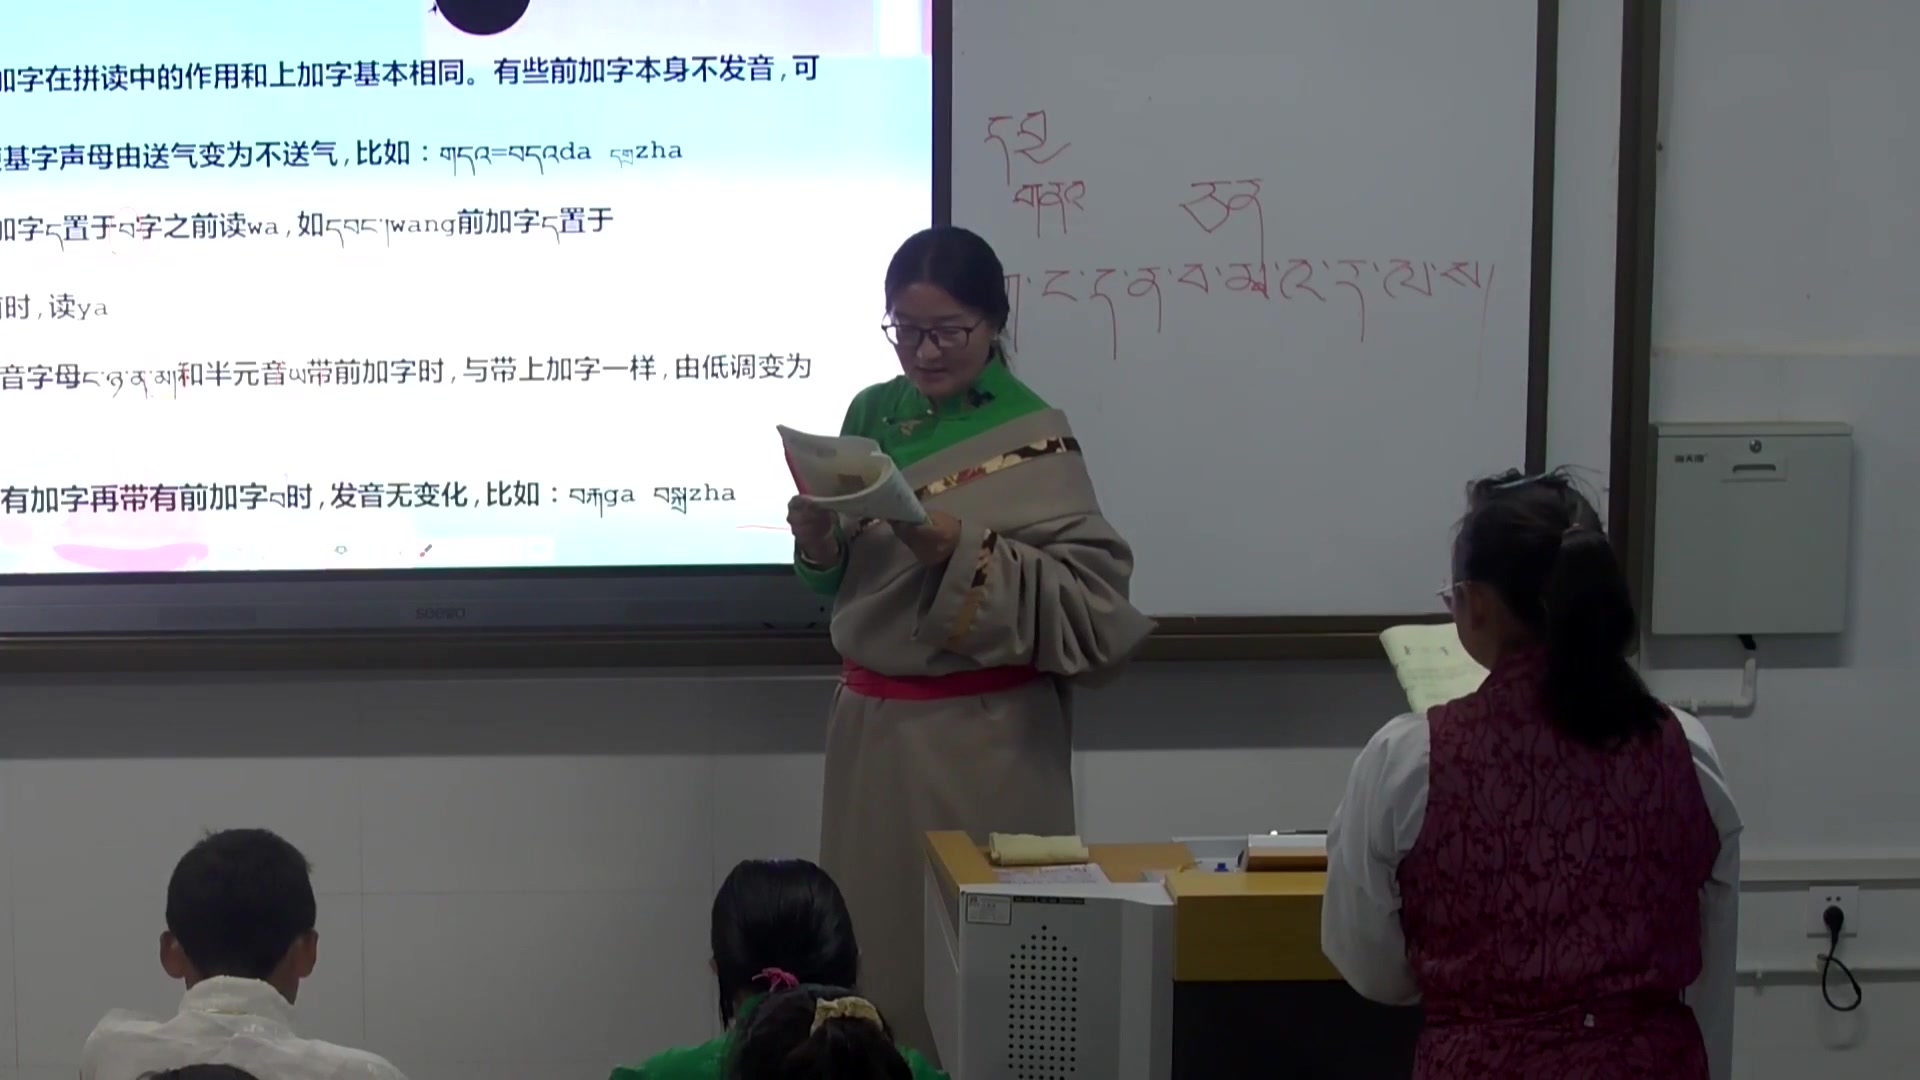 加字在拼读中的作用和上加字基本相同。有些前加字本身不发音,可
基字声母由送气变为不送气,比如：གདའ=བདའda དགྲzha
加字ད置于བ字之前读wa,如དབང་།wang前加字ད置于
时,读ya
音字母ང་ཉ་ན་མ།和半元音ཡ带前加字时,与带上加字一样,由低调变为
有加字再带有前加字བ时,发音无变化,比如：བརྐga བསྒྲzha
seewo
ག་ང་ད་ན་བ་མ་འ་ར་ལ་ས།